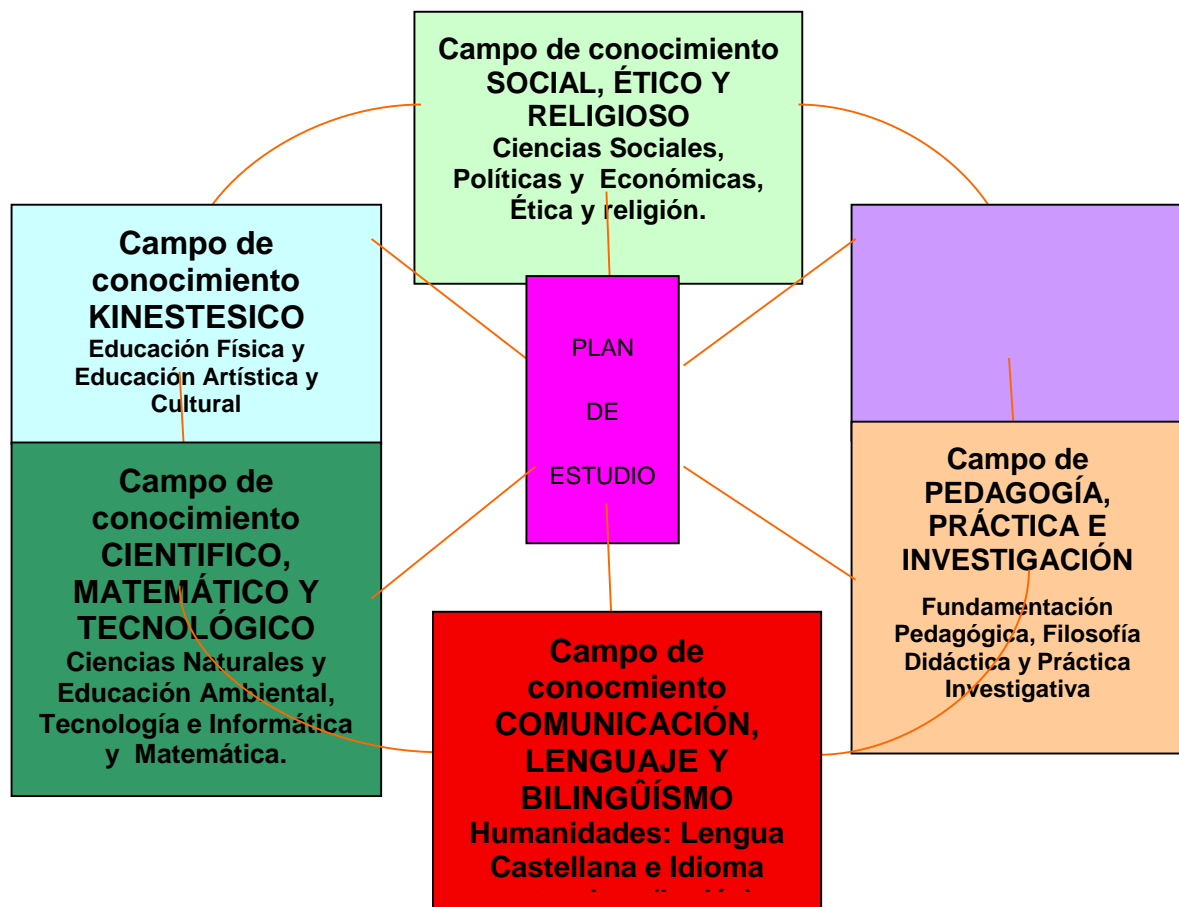 Campo de conocimiento
SOCIAL, ÉTICO Y
RELIGIOSO
Ciencias Sociales,
Políticas y Económicas,
Ética y religión.
Campo de
conocimiento
KINESTESICO
Educación Física y
Educación Artística y
Cultural
PLAN
DE
ESTUDIO
Campo de
conocimiento
CIENTIFICO,
MATEMÁTICO Y
TECNOLÓGICO
Ciencias Naturales y
Educación Ambiental,
Tecnología e Informática
y Matemática.
Campo de
PEDAGOGÍA,
PRÁCTICA E
INVESTIGACIÓN
Fundamentación
Pedagógica, Filosofía
Didáctica y Práctica
Investigativa
Campo de
conocmiento
COMUNICACIÓN,
LENGUAJE Y
BILINGÛÍSMO
Humanidades: Lengua
Castellana e Idioma